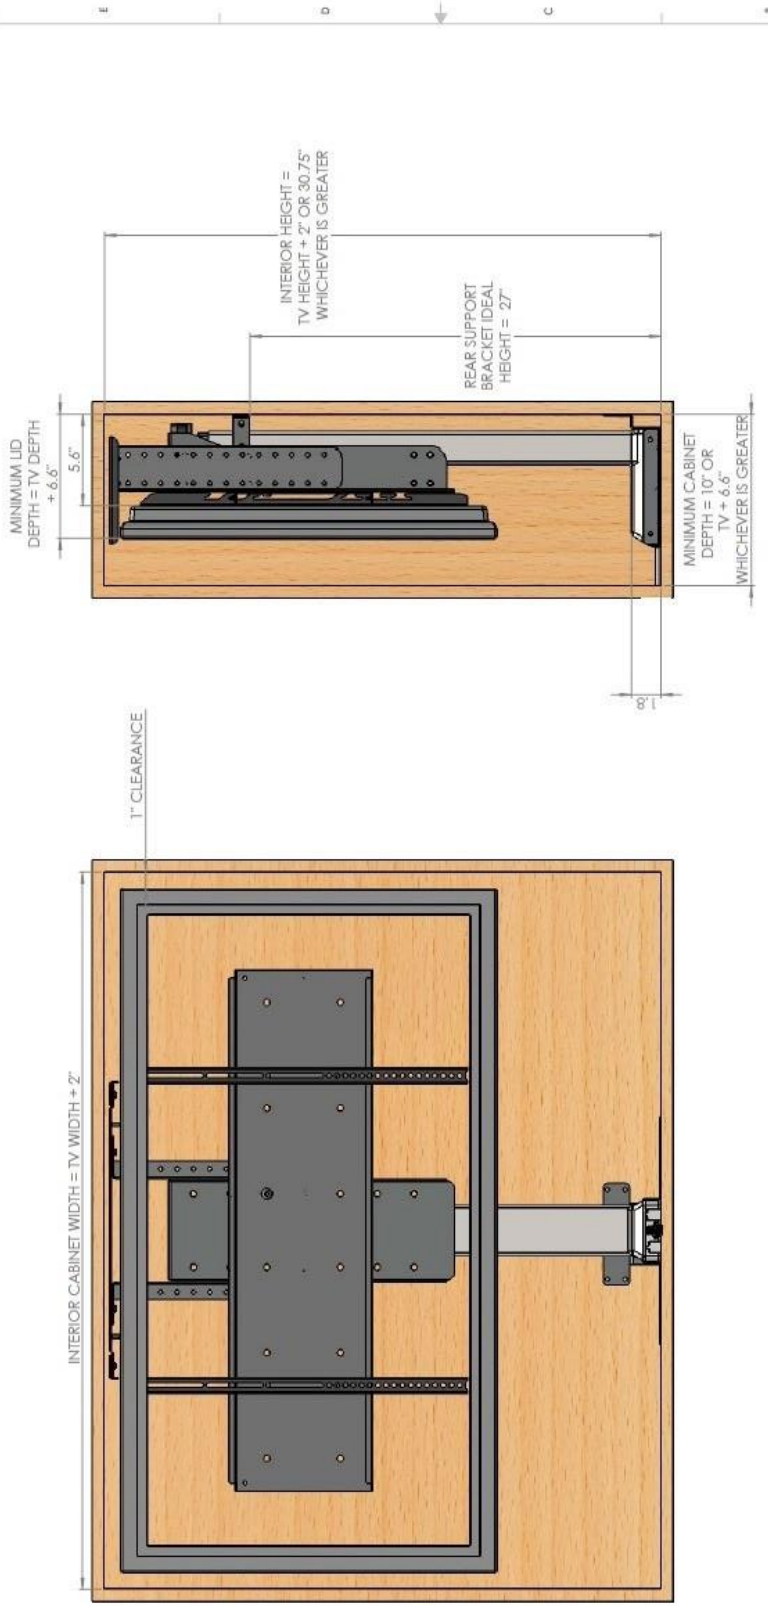 E
D
C
INTERIOR HEIGHT =
TV HEIGHT + 2" OR 30.75"
WHICHEVER IS GREATER
REAR SUPPORT
BRACKET IDEAL
HEIGHT = 27"
MINIMUM LID
DEPTH = TV DEPTH
+ 6.6"
5.6"
MINIMUM CABINET
DEPTH = 10" OR
TV + 6.6"
WHICHEVER IS GREATER
1.8"
1" CLEARANCE
INTERIOR CABINET WIDTH = TV WIDTH + 2"